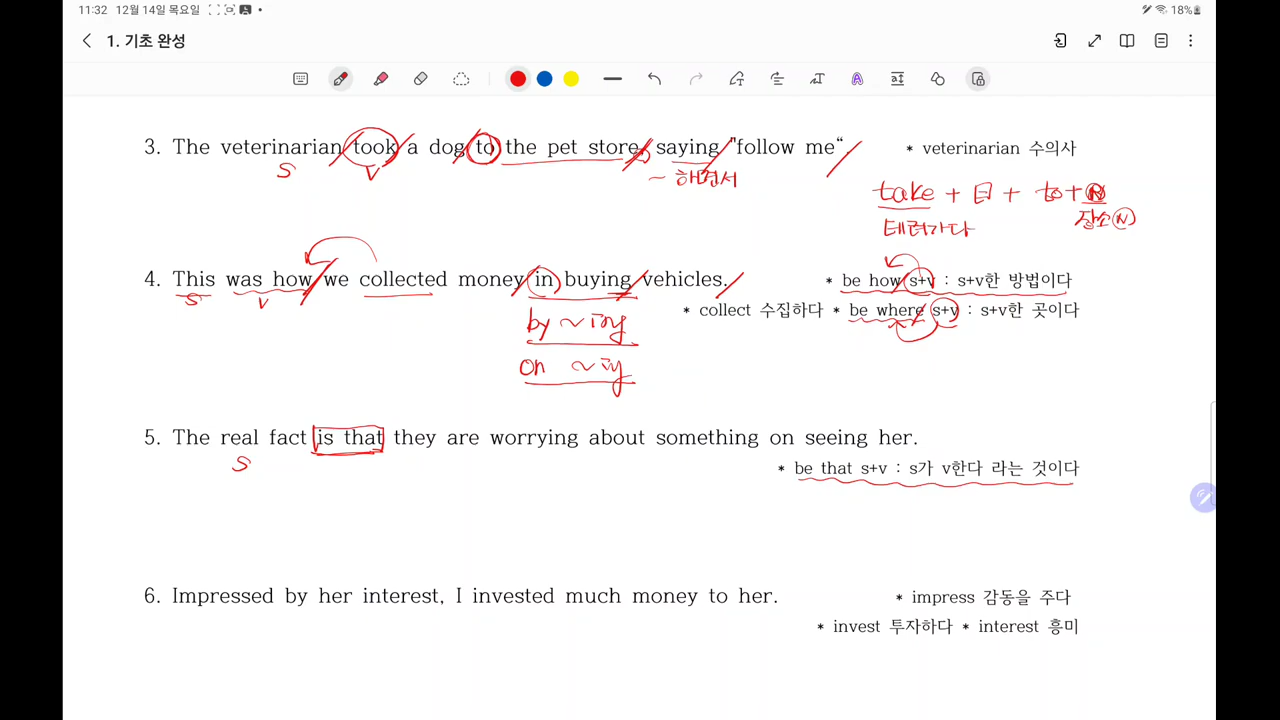 11:32 12월 14일 목요일
18%
1. 기초 완성
3. The veterinarian took a dog to the pet store, saying "follow me“.
* veterinarian 수의사
S V ~ 해면서
take + 목 + to + R
장소 N
테려가다
4. This was how we collected money in buying vehicles.
* be how s+v : s+v한 방법이다
S V
* collect 수집하다 * be where s+v : s+v한 곳이다
by ~ing
on ~ing
5. The real fact is that they are worrying about something on seeing her.
S
* be that s+v : s가 v한다 라는 것이다
6. Impressed by her interest, I invested much money to her.
* impress 감동을 주다
* invest 투자하다 * interest 흥미